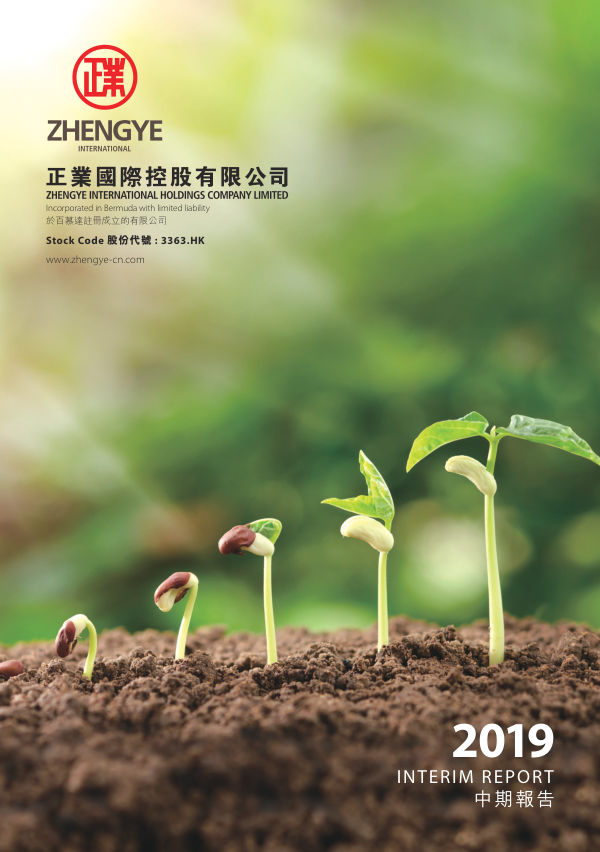 正業
ZHENGYE
INTERNATIONAL
正業國際控股有限公司
ZHENGYE INTERNATIONAL HOLDINGS COMPANY LIMITED
Incorporated in Bermuda with limited liability
於百慕達註冊成立的有限公司
Stock Code 股份代號 : 3363.HK
www.zhengye-cn.com
2019
INTERIM REPORT
中期報告